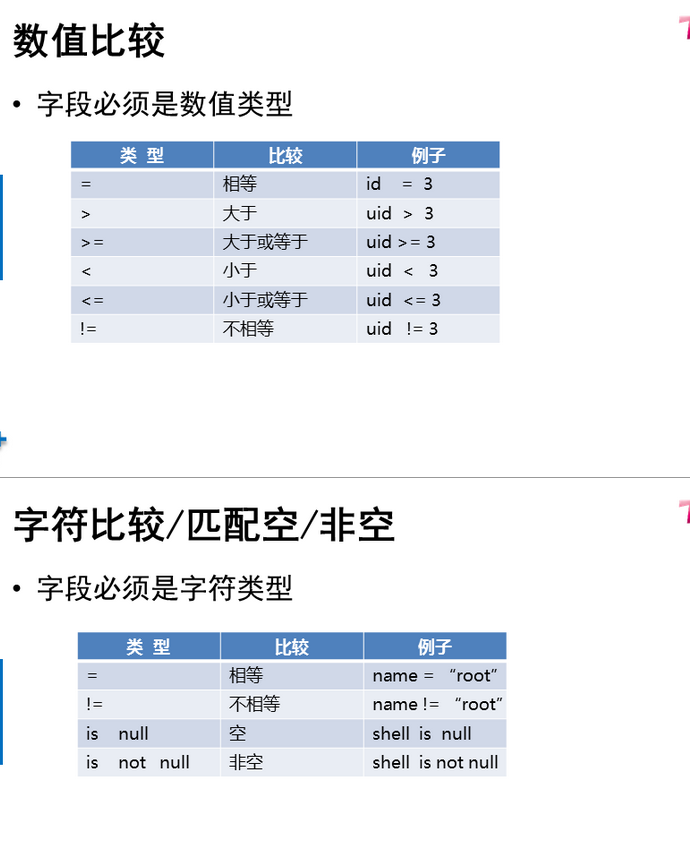 数值比较
• 字段必须是数值类型
类 型 比较 例子
= 相等 id = 3
> 大于 uid > 3
>= 大于或等于 uid >= 3
< 小于 uid < 3
<= 小于或等于 uid <= 3
!= 不相等 uid != 3
字符比较/匹配空/非空
• 字段必须是字符类型
类 型 比较 例子
= 相等 name = “root”
!= 不相等 name != “root”
is null 空 shell is null
is not null 非空 shell is not null